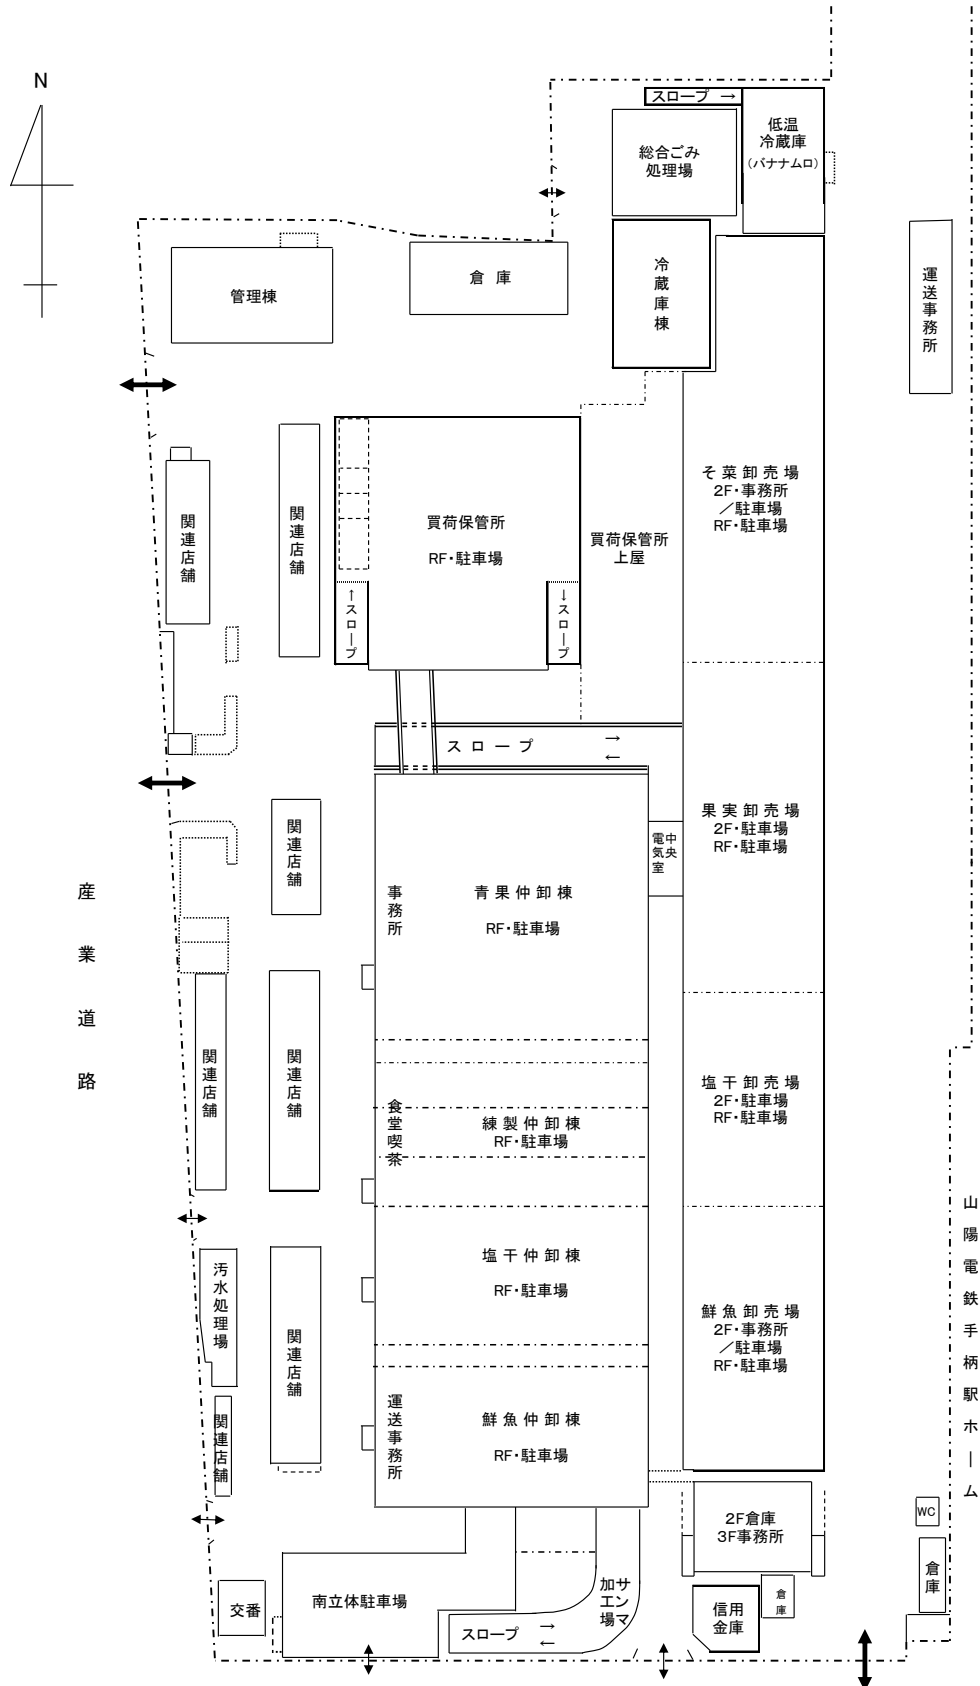 N
スロープ →
低温
冷蔵庫
(バナナムロ)
総合ごみ
処理場
管理棟
倉庫
冷蔵庫棟
運送事務所
関連店舗
関連店舗
買荷保管所
RF・駐車場
買荷保管所
上屋
そ菜卸売場
2F・事務所
／駐車場
RF・駐車場
↑スロープ
↓スロープ
スロープ
→
←
関連店舗
事務所
青果仲卸棟
RF・駐車場
中央
電気室
果実卸売場
2F・駐車場
RF・駐車場
産業道路
関連店舗
関連店舗
食堂喫茶
練製仲卸棟
RF・駐車場
塩干卸売場
2F・駐車場
RF・駐車場
山陽電鉄手柄駅ホーム
汚水処理場
関連店舗
塩干仲卸棟
RF・駐車場
鮮魚卸売場
2F・事務所
／駐車場
RF・駐車場
関連店舗
運送事務所
鮮魚仲卸棟
RF・駐車場
2F倉庫
3F事務所
WC
倉庫
交番
南立体駐車場
スロープ
→
←
サンマ
加工場
信用
金庫
倉庫